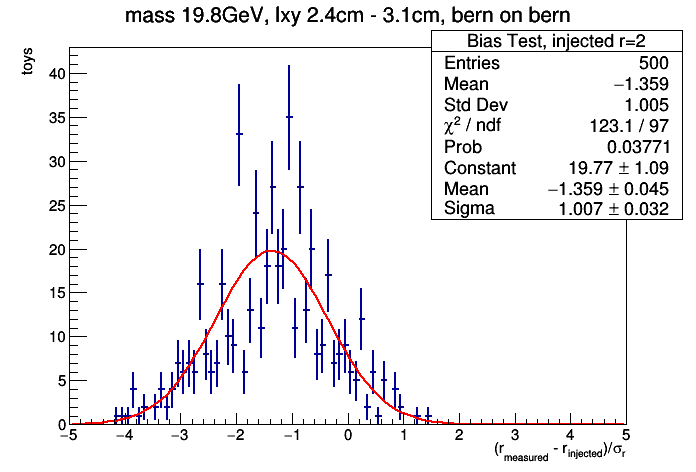 mass 19.8GeV, lxy 2.4cm - 3.1cm, bern on bern
Bias Test, injected r=2
Entries 500
Mean −1.359
Std Dev 1.005
χ² / ndf 123.1 / 97
Prob 0.03771
Constant 19.77 ± 1.09
Mean −1.359 ± 0.045
Sigma 1.007 ± 0.032
toys
40
35
30
25
20
15
10
5
0
−5 −4 −3 −2 −1 0 1 2 3 4 5
(r_measured - r_injected)/σ_r